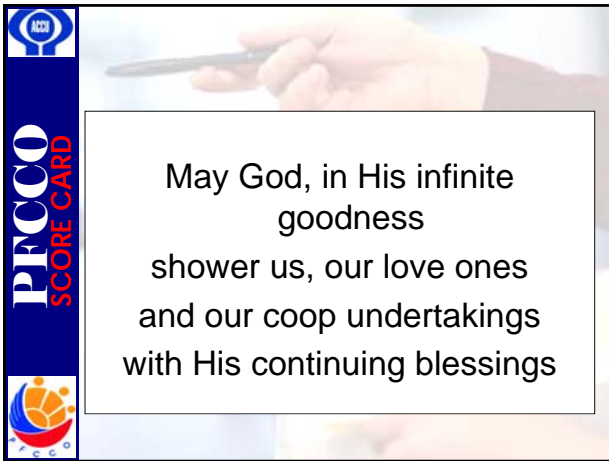 ACCU
PFCCO
SCORE CARD
May God, in His infinite
goodness
shower us, our love ones
and our coop undertakings
with His continuing blessings
PFCCO